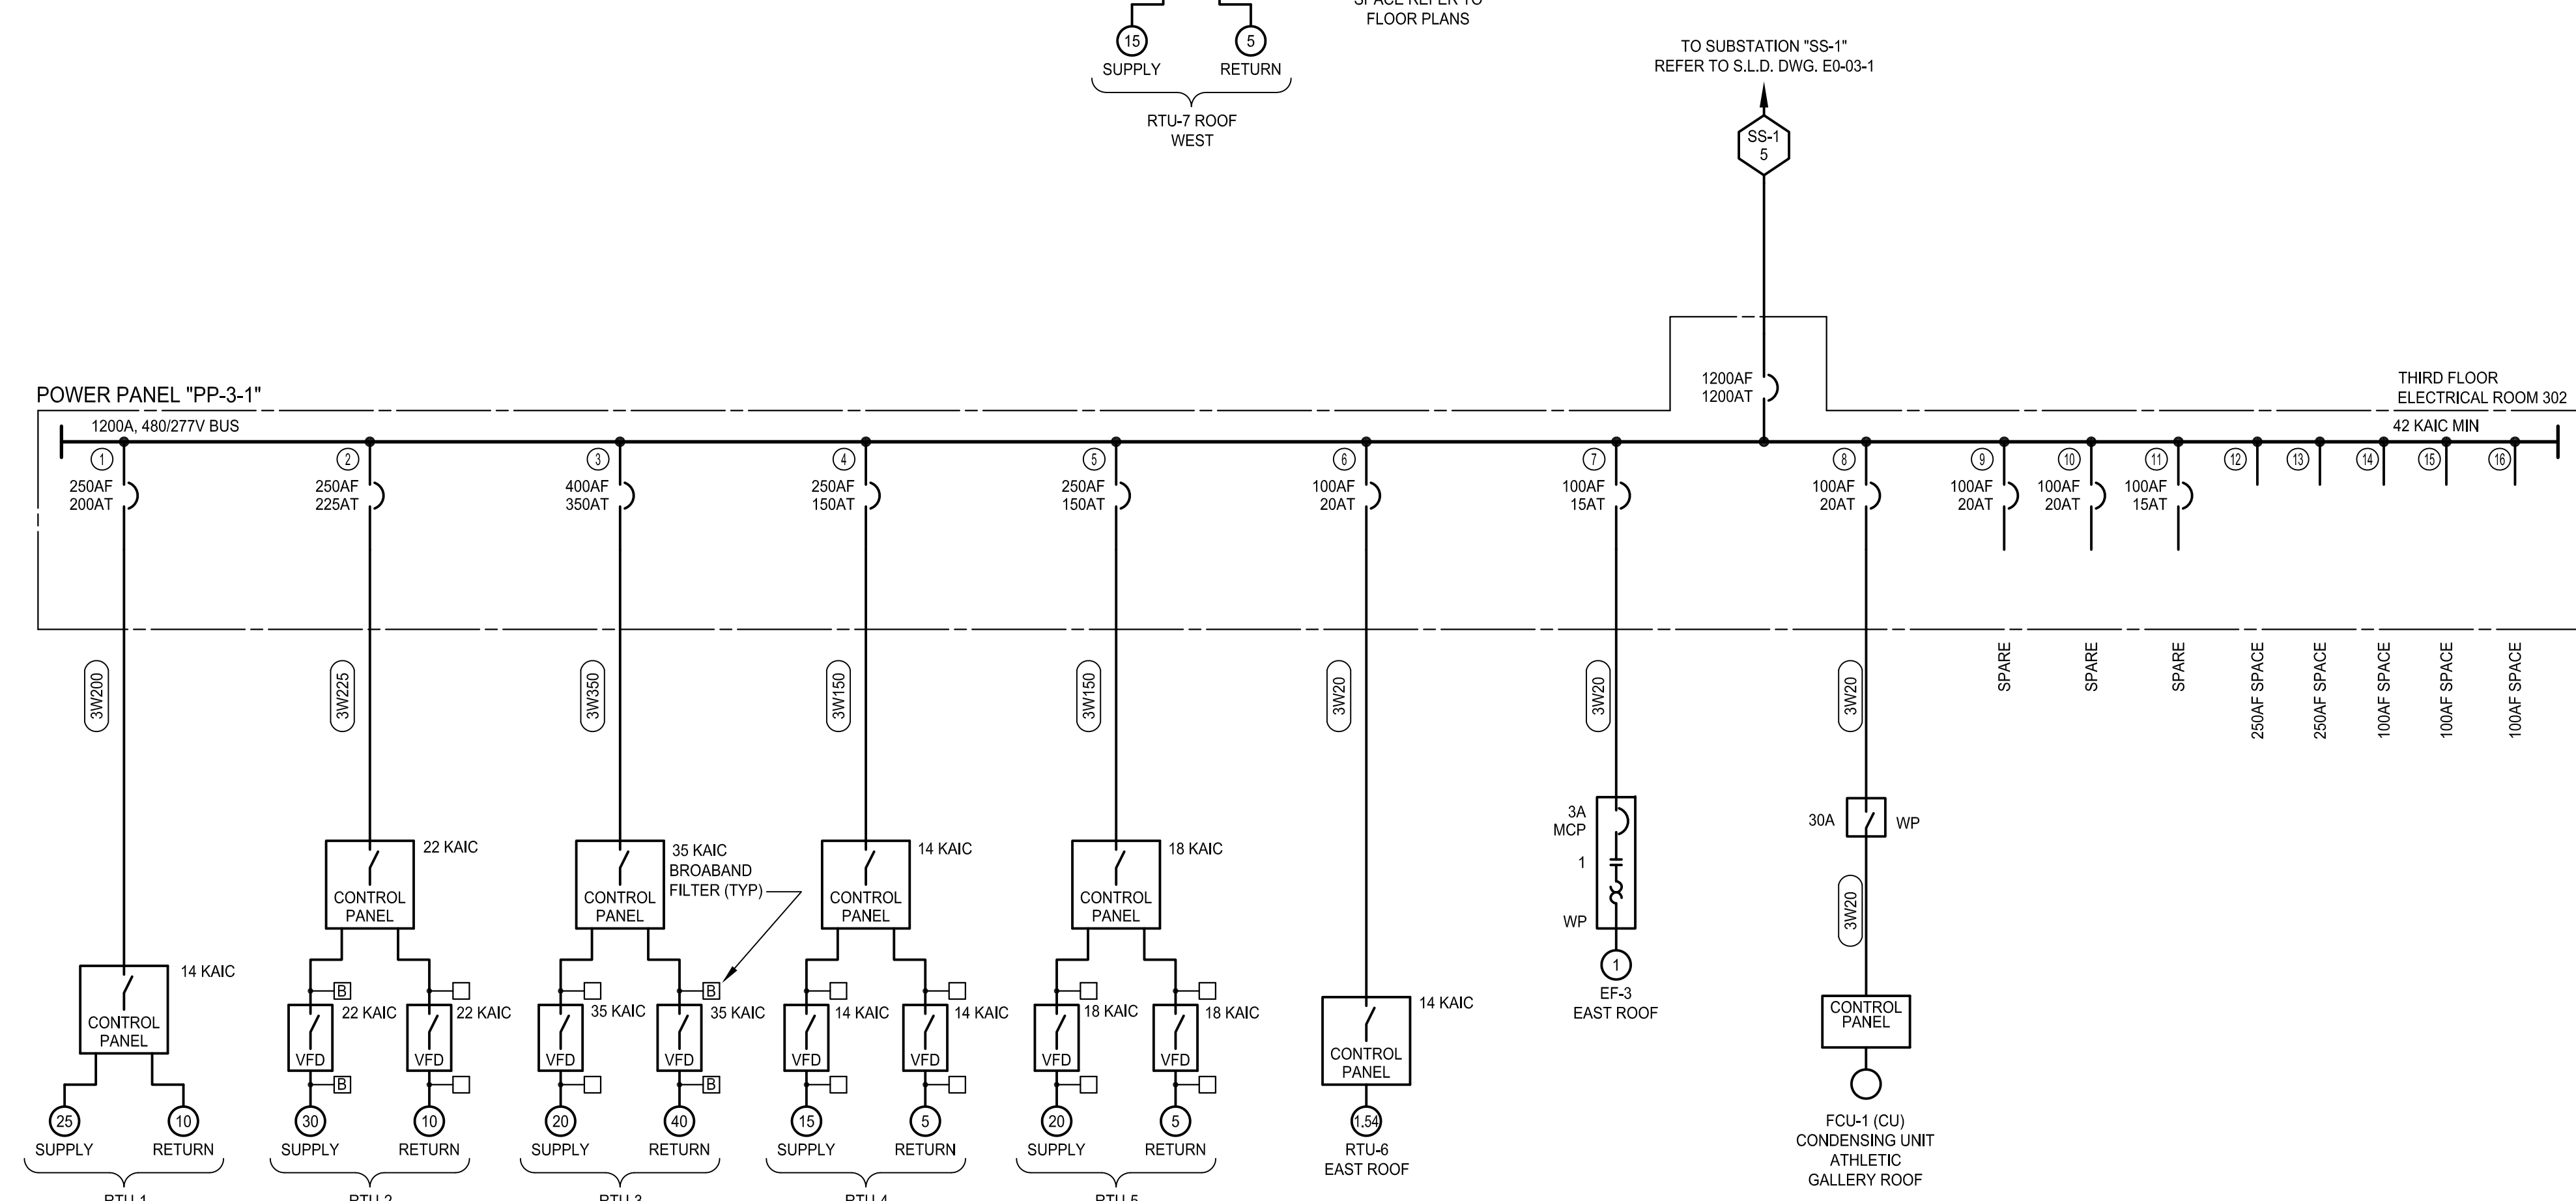 SPACE REFER TO
FLOOR PLANS
15
5
SUPPLY
RETURN
RTU-7 ROOF
WEST
TO SUBSTATION "SS-1"
REFER TO S.L.D. DWG. E0-03-1
SS-1
5
POWER PANEL "PP-3-1"
1200AF
1200AT
THIRD FLOOR
ELECTRICAL ROOM 302
1200A, 480/277V BUS
42 KAIC MIN
1
2
3
4
5
6
7
8
9
10
11
12
13
14
15
16
250AF
200AT
250AF
225AT
400AF
350AT
250AF
150AT
250AF
150AT
100AF
20AT
100AF
15AT
100AF
20AT
100AF
20AT
100AF
20AT
100AF
15AT
3W200
3W225
3W350
3W150
3W150
3W20
3W20
3W20
SPARE
SPARE
SPARE
250AF SPACE
250AF SPACE
100AF SPACE
100AF SPACE
100AF SPACE
14 KAIC
CONTROL
PANEL
25
SUPPLY
10
RETURN
RTU-1
22 KAIC
CONTROL
PANEL
B
22 KAIC
22 KAIC
VFD
VFD
B
30
SUPPLY
10
RETURN
RTU-2
35 KAIC
BROABAND
FILTER (TYP)
CONTROL
PANEL
B
35 KAIC
35 KAIC
VFD
VFD
B
20
SUPPLY
40
RETURN
RTU-3
14 KAIC
CONTROL
PANEL
14 KAIC
14 KAIC
VFD
VFD
15
SUPPLY
5
RETURN
RTU-4
18 KAIC
CONTROL
PANEL
18 KAIC
18 KAIC
VFD
VFD
20
SUPPLY
5
RETURN
RTU-5
14 KAIC
CONTROL
PANEL
1.54
RTU-6
EAST ROOF
3A
MCP
1
WP
1
EF-3
EAST ROOF
30A
WP
3W20
CONTROL
PANEL
FCU-1 (CU)
CONDENSING UNIT
ATHLETIC
GALLERY ROOF